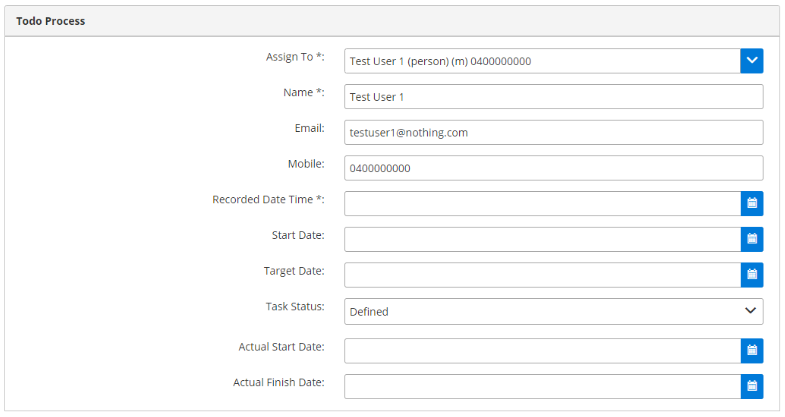 Todo Process
Assign To *: Test User 1 (person) (m) 0400000000
Name *: Test User 1
Email: testuser1@nothing.com
Mobile: 0400000000
Recorded Date Time *:
Start Date:
Target Date:
Task Status: Defined
Actual Start Date:
Actual Finish Date: